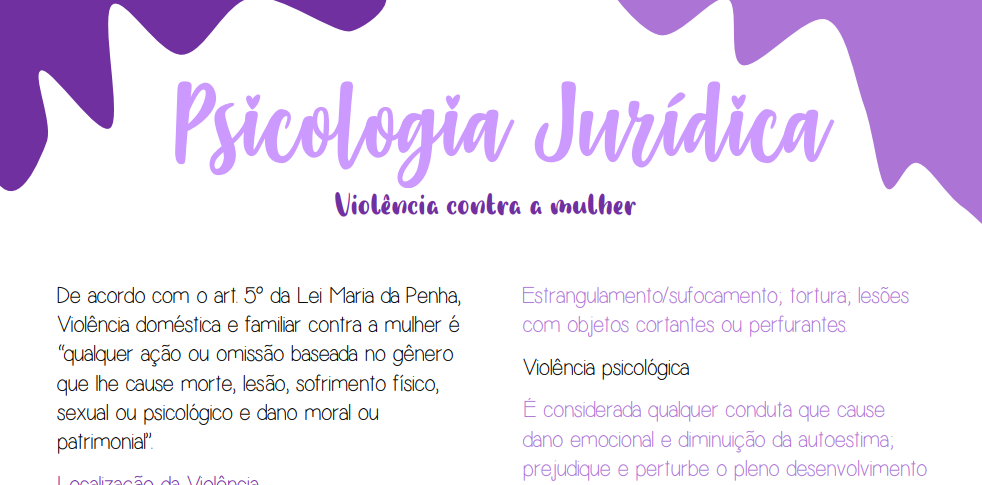 Psicologia Jurídica
Violência contra a mulher
De acordo com o art. 5º da Lei Maria da Penha,
Violência doméstica e familiar contra a mulher é
“qualquer ação ou omissão baseada no gênero
que lhe cause morte, lesão, sofrimento físico,
sexual ou psicológico e dano moral ou
patrimonial”.
Localização da Violência
Estrangulamento/sufocamento; tortura; lesões
com objetos cortantes ou perfurantes.
Violência psicológica
É considerada qualquer conduta que cause
dano emocional e diminuição da autoestima;
prejudique e perturbe o pleno desenvolvimento